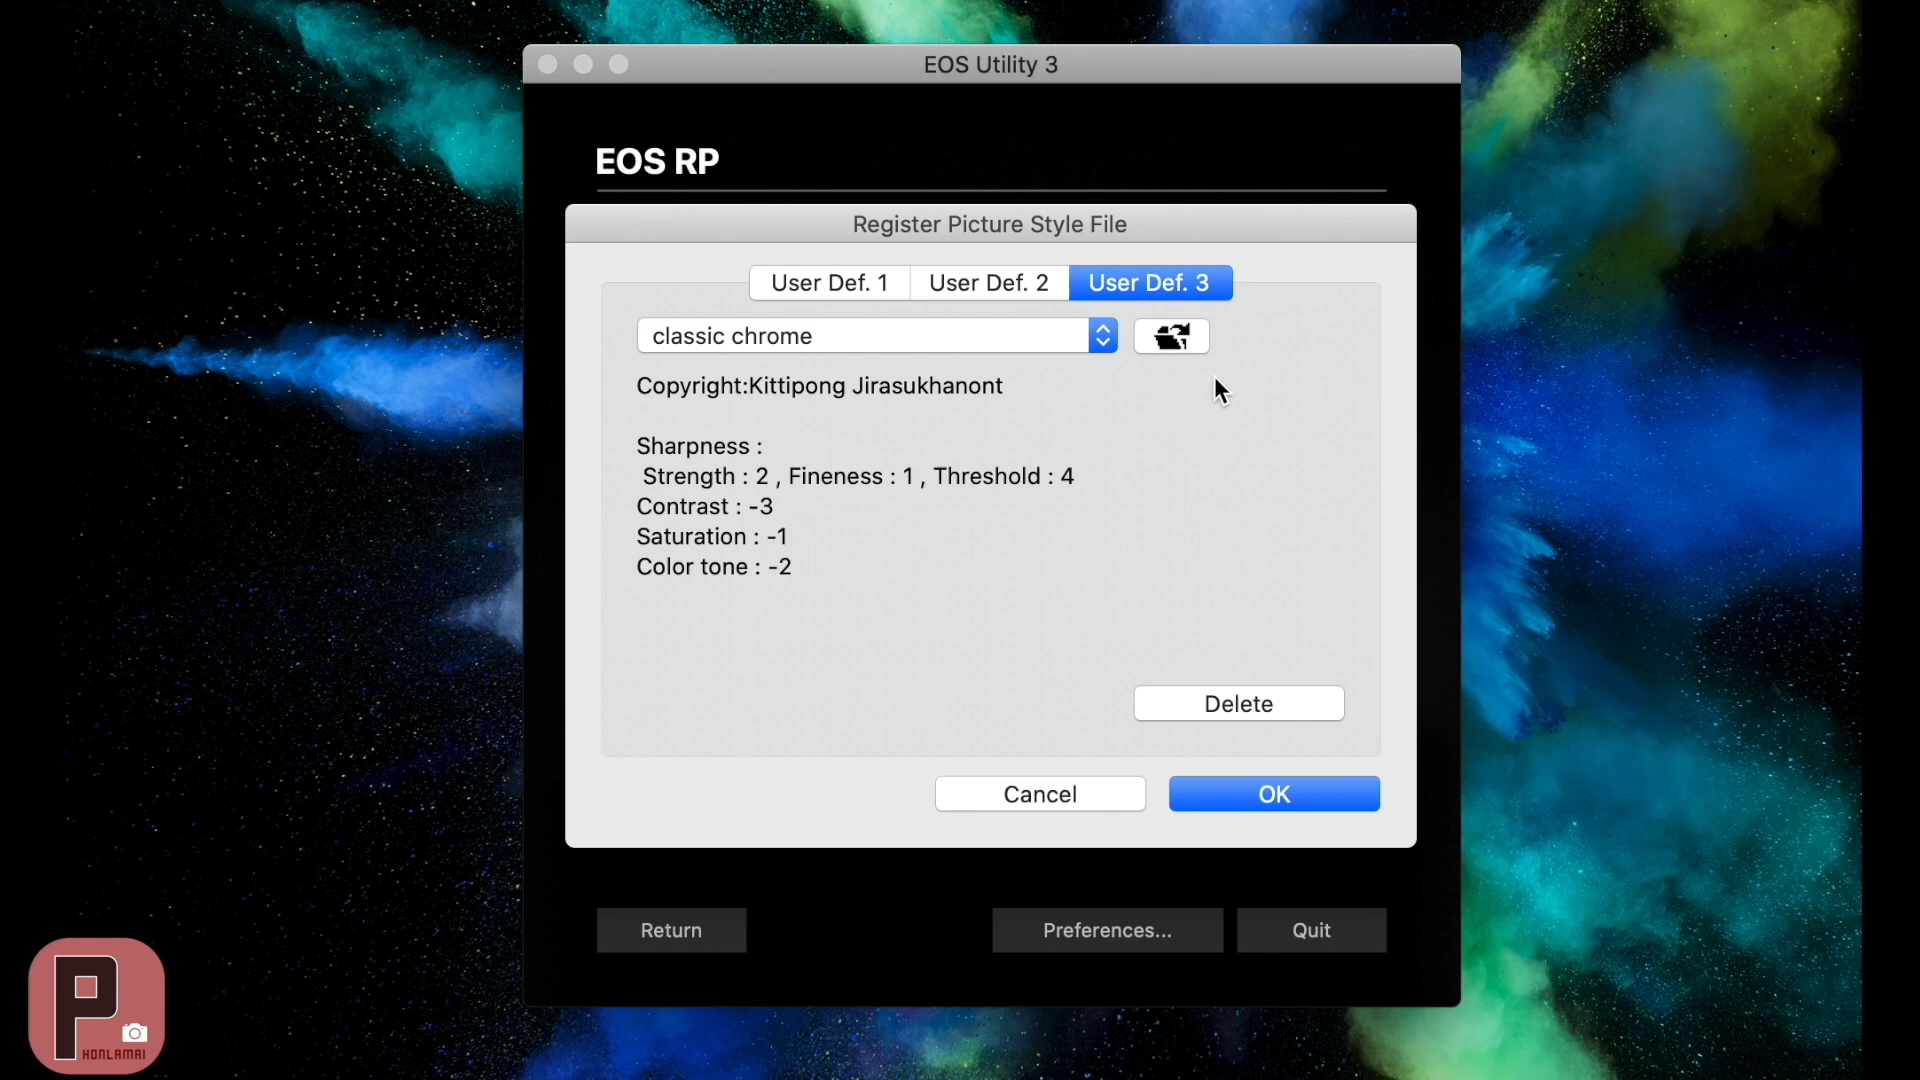 EOS Utility 3
EOS RP
Register Picture Style File
User Def. 1
User Def. 2
User Def. 3
classic chrome
Copyright:Kittipong Jirasukhanont
Sharpness :
Strength : 2 , Fineness : 1 , Threshold : 4
Contrast : -3
Saturation : -1
Color tone : -2
Delete
Cancel
OK
Return
Preferences...
Quit
P
HONLAMAI